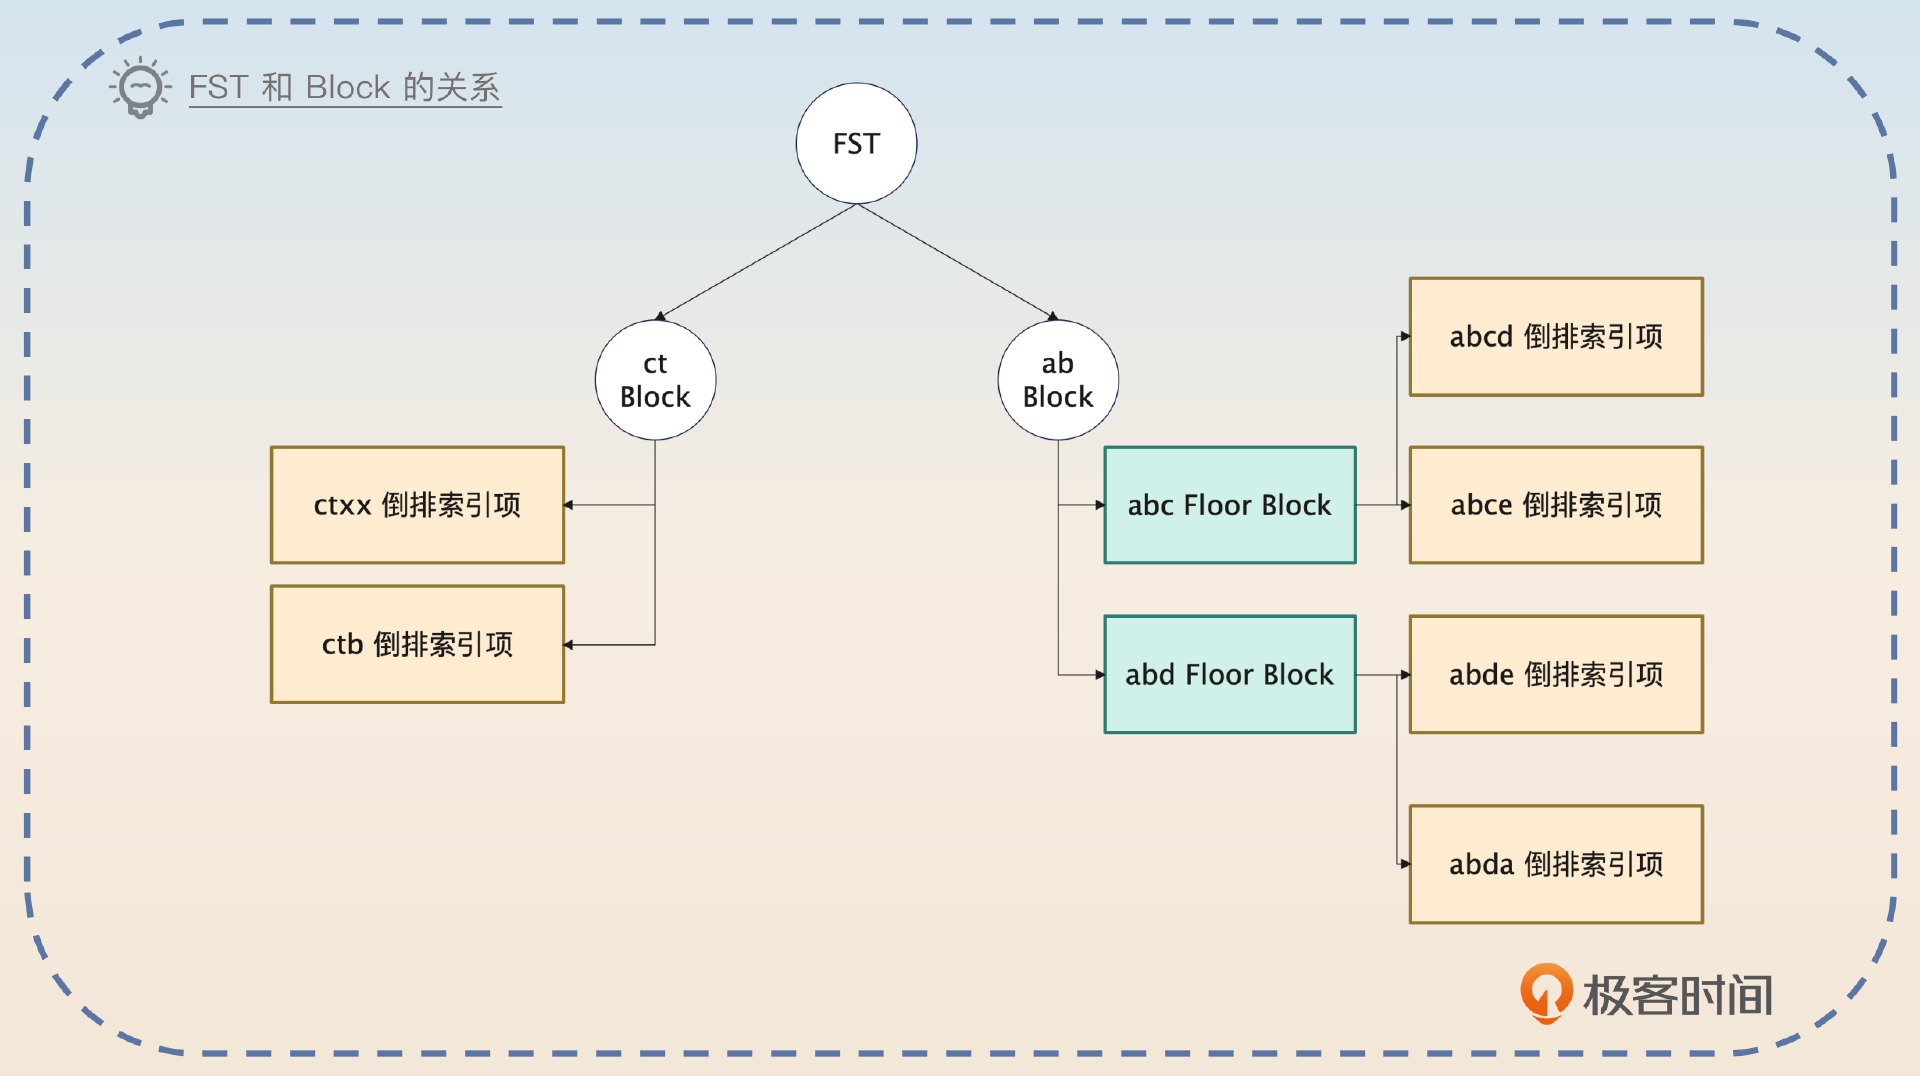 FST 和 Block 的关系
FST
ct
Block
ab
Block
abcd 倒排索引项
ctxx 倒排索引项
abc Floor Block
abce 倒排索引项
ctb 倒排索引项
abd Floor Block
abde 倒排索引项
abda 倒排索引项
极客时间